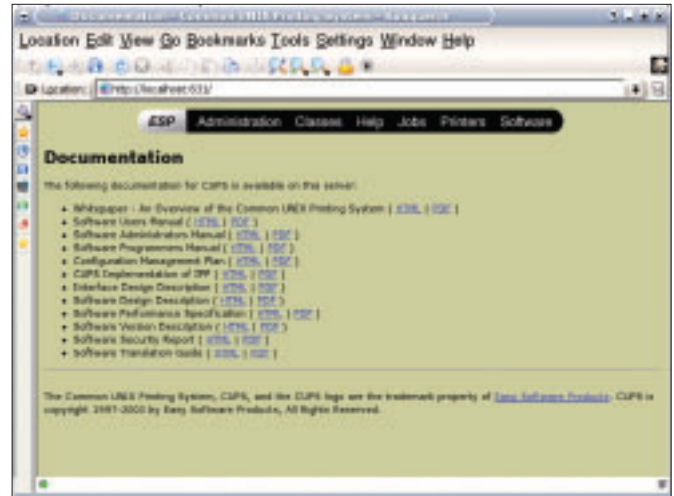 Documentation - Common UNIX Printing System - Konqueror
Location Edit View Go Bookmarks Tools Settings Window Help
Location: http://localhost:631/
ESP Administration Classes Help Jobs Printers Software
Documentation
The following documentation for CUPS is available on this server:
Whitepaper - An Overview of the Common UNIX Printing System ( HTML | PDF )
Software Users Manual ( HTML | PDF )
Software Administrators Manual ( HTML | PDF )
Software Programmers Manual ( HTML | PDF )
Configuration Management Plan ( HTML | PDF )
CUPS Implementation of IPP ( HTML | PDF )
Interface Design Description ( HTML | PDF )
Software Design Description ( HTML | PDF )
Software Performance Specification ( HTML | PDF )
Software Version Description ( HTML | PDF )
Software Security Report ( HTML | PDF )
Software Translation Guide ( HTML | PDF )
The Common UNIX Printing System, CUPS, and the CUPS logo are the trademark property of Easy Software Products. CUPS is
copyright 1997-2003 by Easy Software Products, All Rights Reserved.